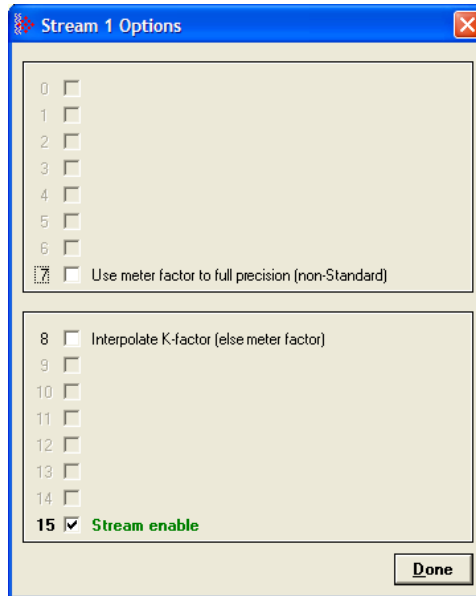 Stream 1 Options
0
1
2
3
4
5
6
7 Use meter factor to full precision (non-Standard)
8 Interpolate K-factor (else meter factor)
9
10
11
12
13
14
15 Stream enable
Done